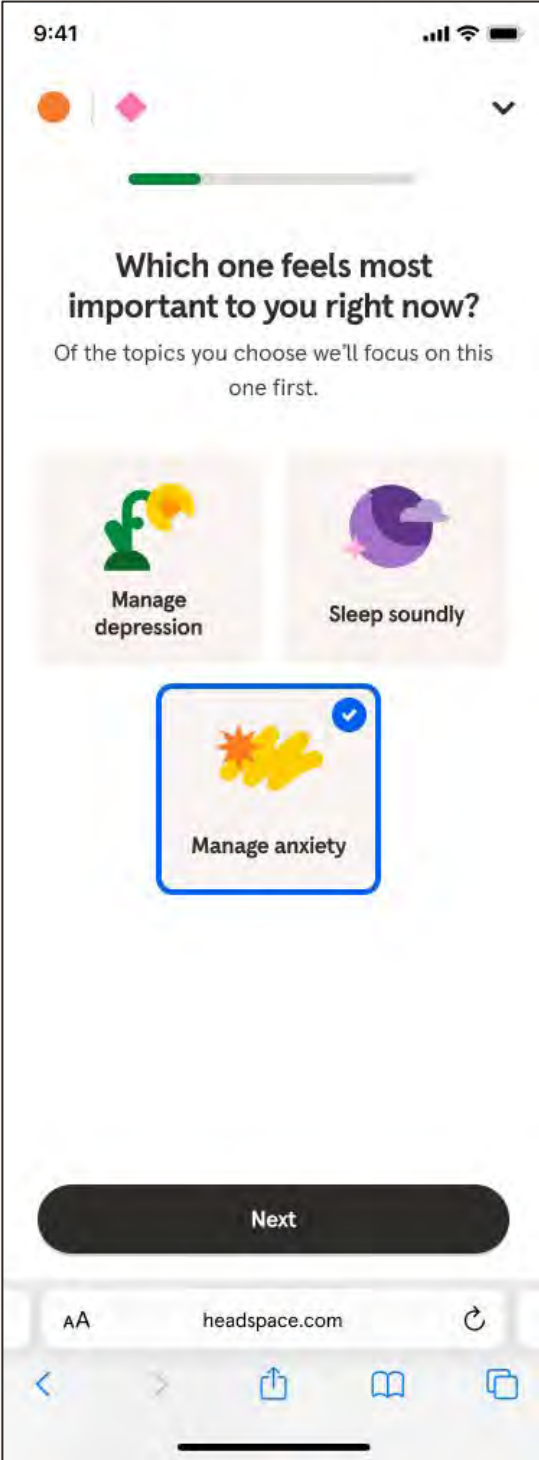 9:41
Which one feels most
important to you right now?
Of the topics you choose we'll focus on this
one first.
Manage
depression
Sleep soundly
Manage anxiety
Next
AA
headspace.com